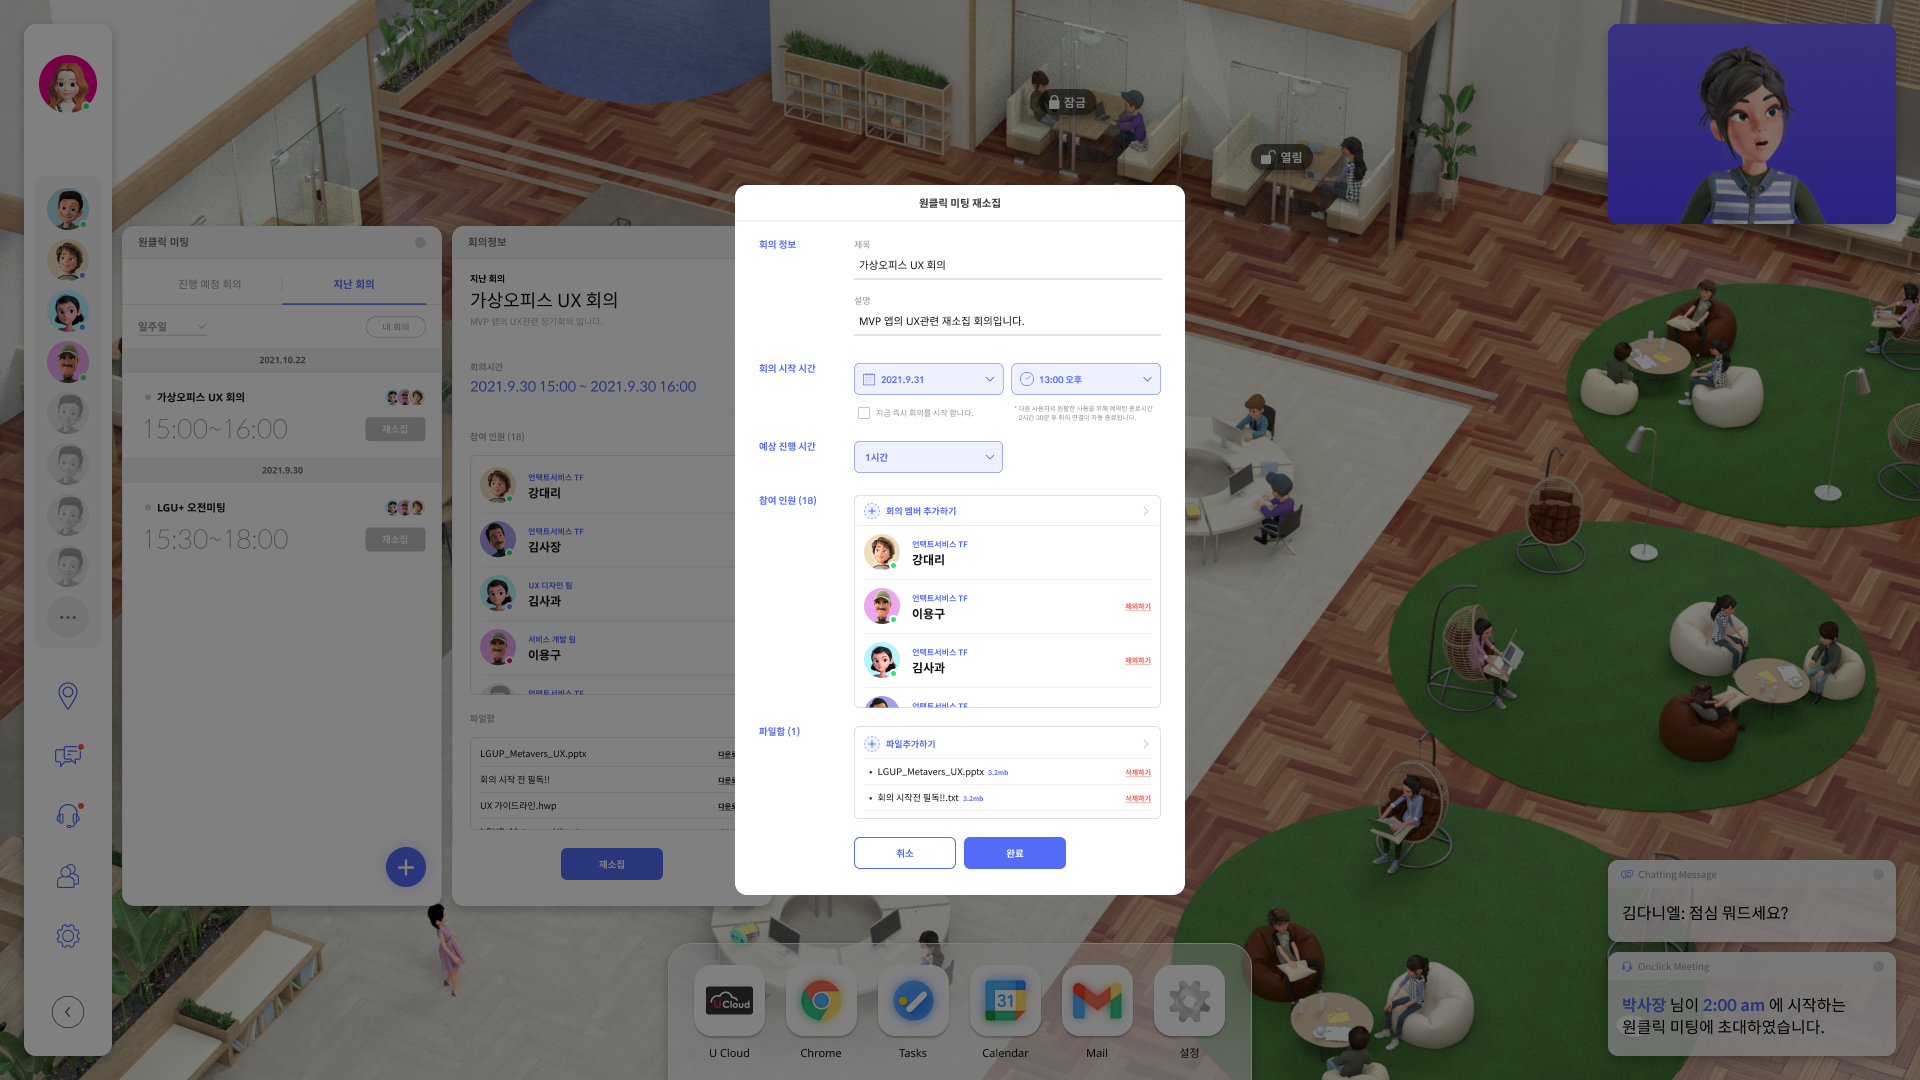 잠금
열림
원클릭 미팅
진행 예정 회의
지난 회의
일주일
내 회의
2021.10.22
가상오피스 UX 회의
15:00~16:00
재소집
2021.9.30
LGU+ 오전미팅
15:30~18:00
재소집
회의정보
지난 회의
가상오피스 UX 회의
MVP 앱의 UX관련 정기회의 입니다.
회의시간
2021.9.30 15:00 ~ 2021.9.30 16:00
참여 인원 (18)
언택트서비스 TF
강대리
언택트서비스 TF
김사장
UX 디자인 팀
김사과
서비스 개발 팀
이용구
언택트서비스 TF
파일함
LGUP_Metavers_UX.pptx
다운로
회의 시작 전 필독!!
다운로
UX 가이드라인.hwp
다운로
재소집
원클릭 미팅 재소집
회의 정보
제목
가상오피스 UX 회의
설명
MVP 앱의 UX관련 재소집 회의입니다.
회의 시작 시간
2021.9.31
13:00 오후
지금 즉시 회의를 시작 합니다.
* 다른 사용자의 원활한 사용을 위해 예약된 종료시간
2시간 30분 후 회의 연결이 자동 종료됩니다.
예상 진행 시간
1시간
참여 인원 (18)
회의 멤버 추가하기
언택트서비스 TF
강대리
언택트서비스 TF
이용구
제외하기
언택트서비스 TF
김사과
제외하기
언택트서비스 TF
파일함 (1)
파일추가하기
• LGUP_Metavers_UX.pptx 3.2mb
삭제하기
• 회의 시작전 필독!!.txt 3.2mb
삭제하기
취소
완료
Chatting Message
김다니엘: 점심 뭐드세요?
Onclick Meeting
박사장 님이 2:00 am 에 시작하는
원클릭 미팅에 초대하였습니다.
UCloud
31
U Cloud
Chrome
Tasks
Calendar
Mail
설정